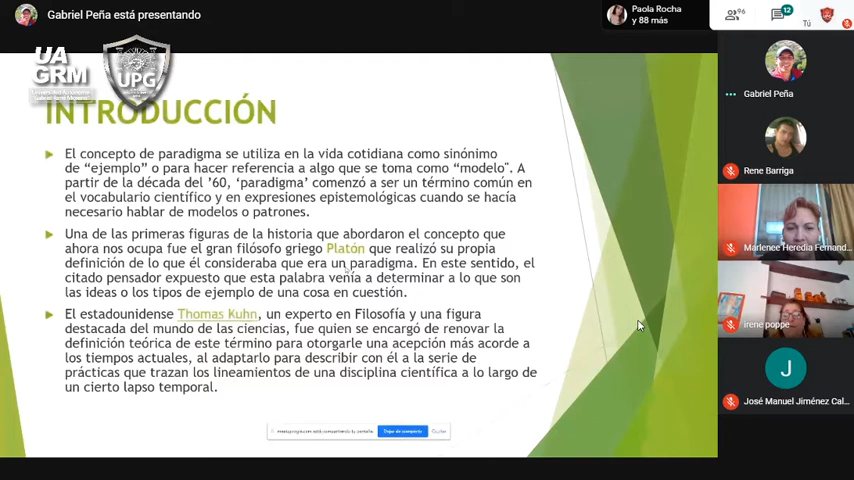 Gabriel Peña está presentando
Paola Rocha
y 88 más
96
12
Tú
UA
GRM
UPG
INTRODUCCIÓN
El concepto de paradigma se utiliza en la vida cotidiana como sinónimo
de “ejemplo” o para hacer referencia a algo que se toma como “modelo". A
partir de la década del ’60, ‘paradigma’ comenzó a ser un término común en
el vocabulario científico y en expresiones epistemológicas cuando se hacía
necesario hablar de modelos o patrones.
Una de las primeras figuras de la historia que abordaron el concepto que
ahora nos ocupa fue el gran filósofo griego Platón que realizó su propia
definición de lo que él consideraba que era un paradigma. En este sentido, el
citado pensador expuesto que esta palabra venía a determinar a lo que son
las ideas o los tipos de ejemplo de una cosa en cuestión.
El estadounidense Thomas Kuhn, un experto en Filosofía y una figura
destacada del mundo de las ciencias, fue quien se encargó de renovar la
definición teórica de este término para otorgarle una acepción más acorde a
los tiempos actuales, al adaptarlo para describir con él a la serie de
prácticas que trazan los lineamientos de una disciplina científica a lo largo de
un cierto lapso temporal.
Dejar de compartir
Ocultar
Gabriel Peña
Rene Barriga
Marlenee Heredia Fernand...
irene poppe
J
José Manuel Jiménez Cal...